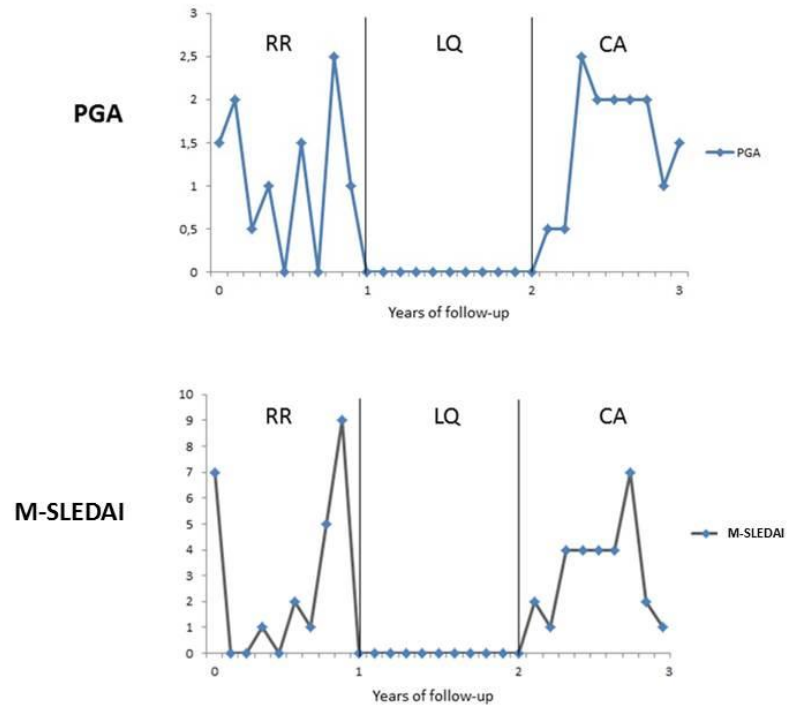 PGA
3
2,5
2
1,5
1
0,5
0
RR
LQ
CA
PGA
0 1 2 3
Years of follow-up
M-SLEDAI
10
9
8
7
6
5
4
3
2
1
0
RR
LQ
CA
M-SLEDAI
0 1 2 3
Years of follow-up